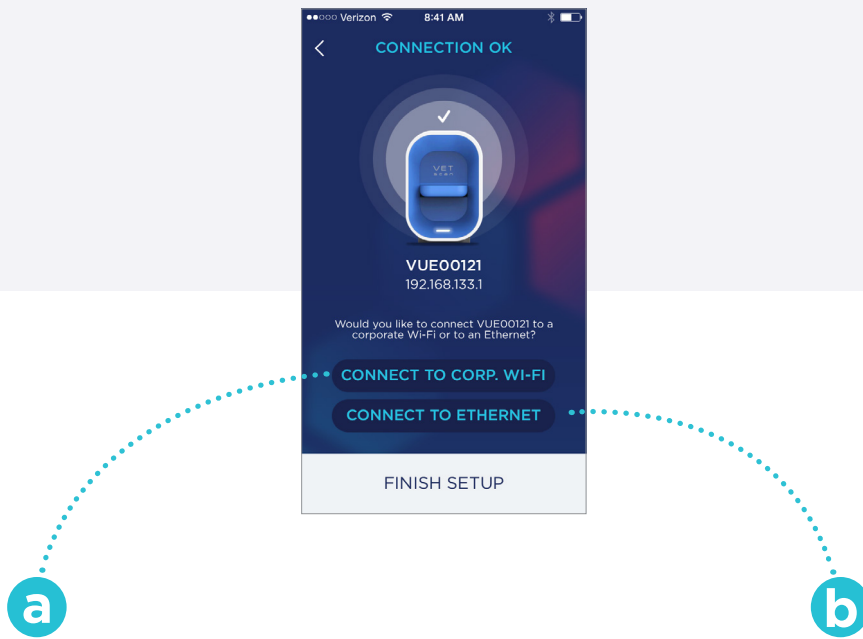 Verizon 8:41 AM
CONNECTION OK
VET
scan
VUE00121
192.168.133.1
Would you like to connect VUE00121 to a
corporate Wi-Fi or to an Ethernet?
CONNECT TO CORP. WI-FI
CONNECT TO ETHERNET
FINISH SETUP
a
b